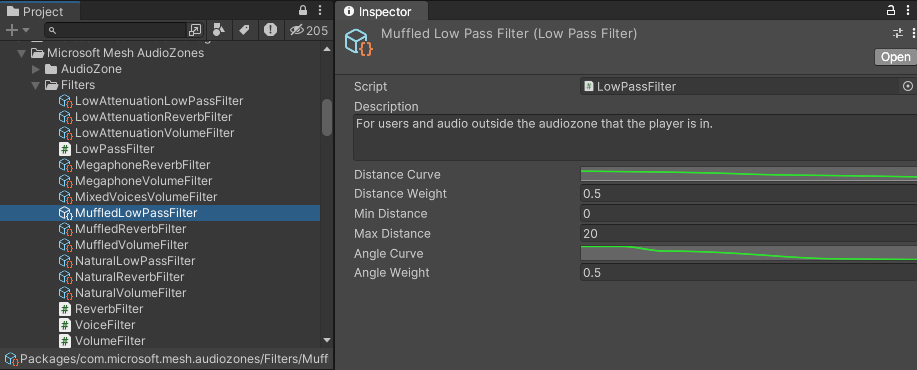 Project
205
Microsoft Mesh AudioZones
AudioZone
Filters
LowAttenuationLowPassFilter
LowAttenuationReverbFilter
LowAttenuationVolumeFilter
LowPassFilter
MegaphoneReverbFilter
MegaphoneVolumeFilter
MixedVoicesVolumeFilter
MuffledLowPassFilter
MuffledReverbFilter
MuffledVolumeFilter
NaturalLowPassFilter
NaturalReverbFilter
NaturalVolumeFilter
ReverbFilter
VoiceFilter
VolumeFilter
Packages/com.microsoft.mesh.audiozones/Filters/Muff
Inspector
Muffled Low Pass Filter (Low Pass Filter)
Open
Script LowPassFilter
Description
For users and audio outside the audiozone that the player is in.
Distance Curve
Distance Weight 0.5
Min Distance 0
Max Distance 20
Angle Curve
Angle Weight 0.5